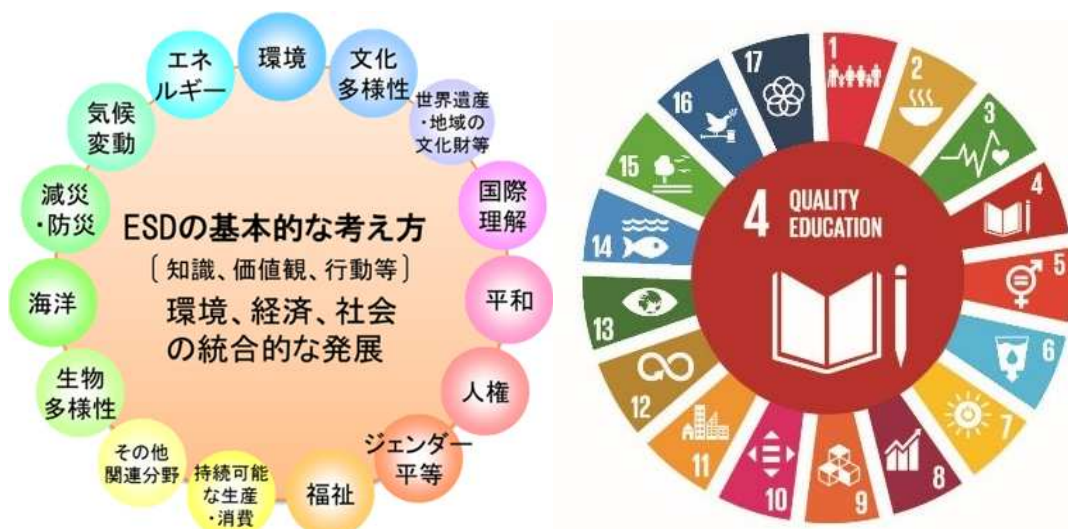 ESDの基本的な考え方
[知識、価値観、行動等]
環境、経済、社会
の統合的な発展
環境
文化
多様性
世界遺産
・地域の
文化財等
国際
理解
平和
人権
ジェンダー
平等
福祉
持続可能
な生産
・消費
その他
関連分野
生物
多様性
海洋
減災
・防災
気候
変動
エネ
ルギー
4 QUALITY
EDUCATION
1
2
3
4
5
6
7
8
9
10
11
12
13
14
15
16
17